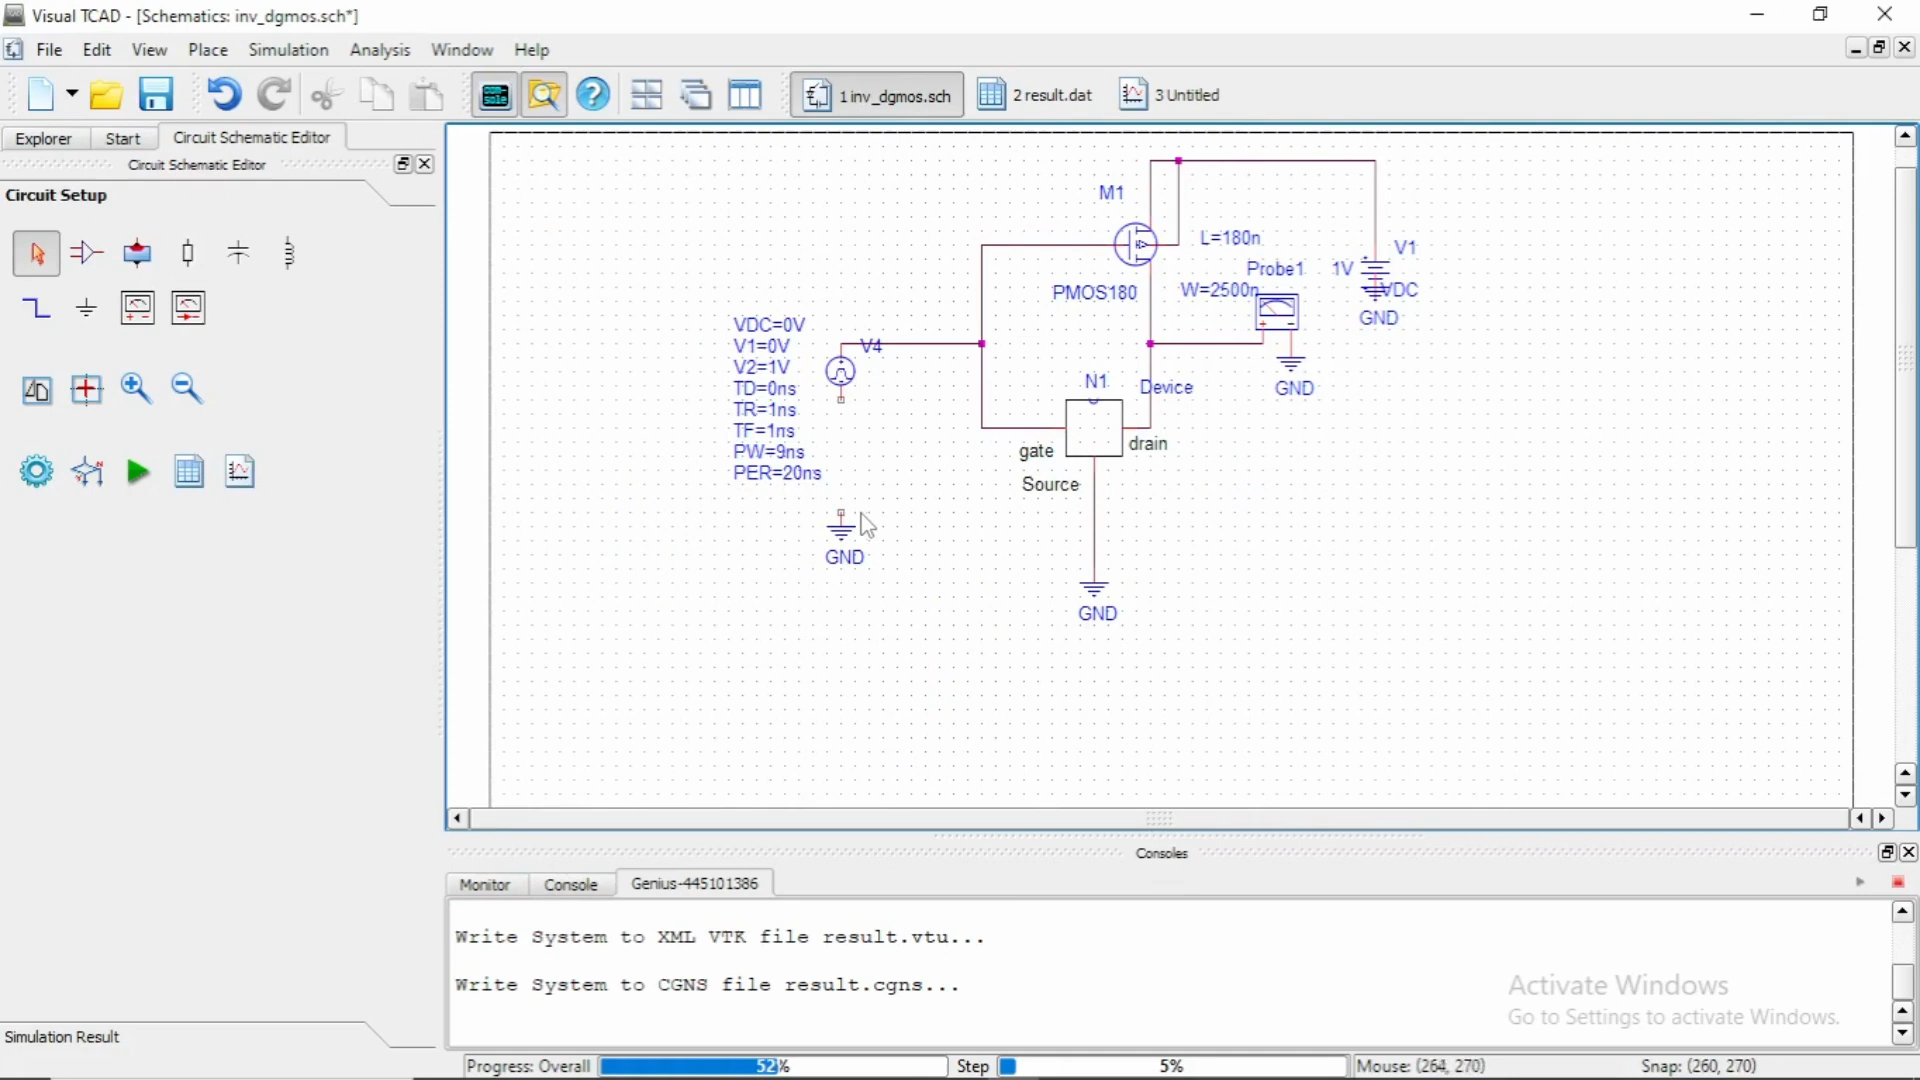 Visual TCAD - [Schematics: inv_dgmos.sch*]
File Edit View Place Simulation Analysis Window Help
1 inv_dgmos.sch 2 result.dat 3 Untitled
Explorer Start Circuit Schematic Editor
Circuit Schematic Editor
Circuit Setup
M1
L=180n
V1
Probe1 1V
PMOS180 W=2500n VDC
GND
VDC=0V
V1=0V V4
V2=1V
TD=0ns N1 Device GND
TR=1ns
TF=1ns
PW=9ns gate drain
PER=20ns Source
GND
GND
Consoles
Monitor Console Genius-445101386
Write System to XML VTK file result.vtu...
Write System to CGNS file result.cgns...
Activate Windows
Go to Settings to activate Windows.
Simulation Result
Progress: Overall 52% Step 5% Mouse: (264, 270) Snap: (260, 270)